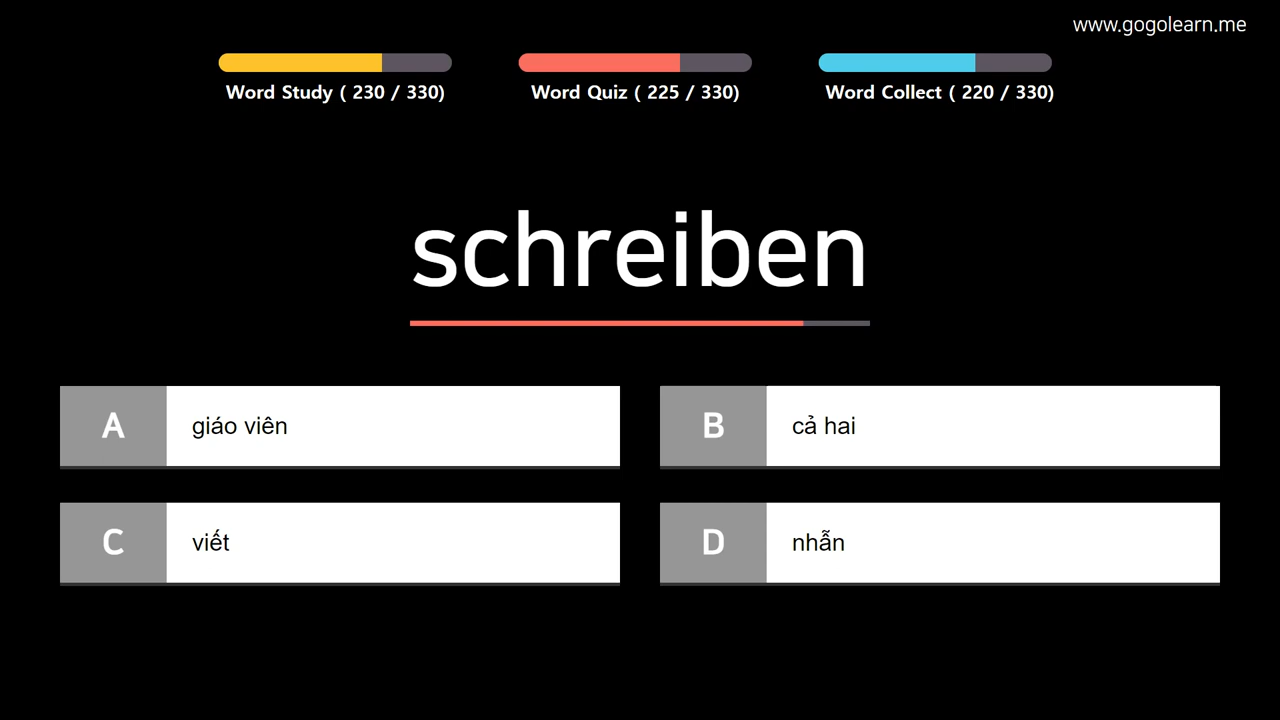 www.gogolearn.me
Word Study ( 230 / 330)
Word Quiz ( 225 / 330)
Word Collect ( 220 / 330)
schreiben
A giáo viên
B cả hai
C viết
D nhẫn